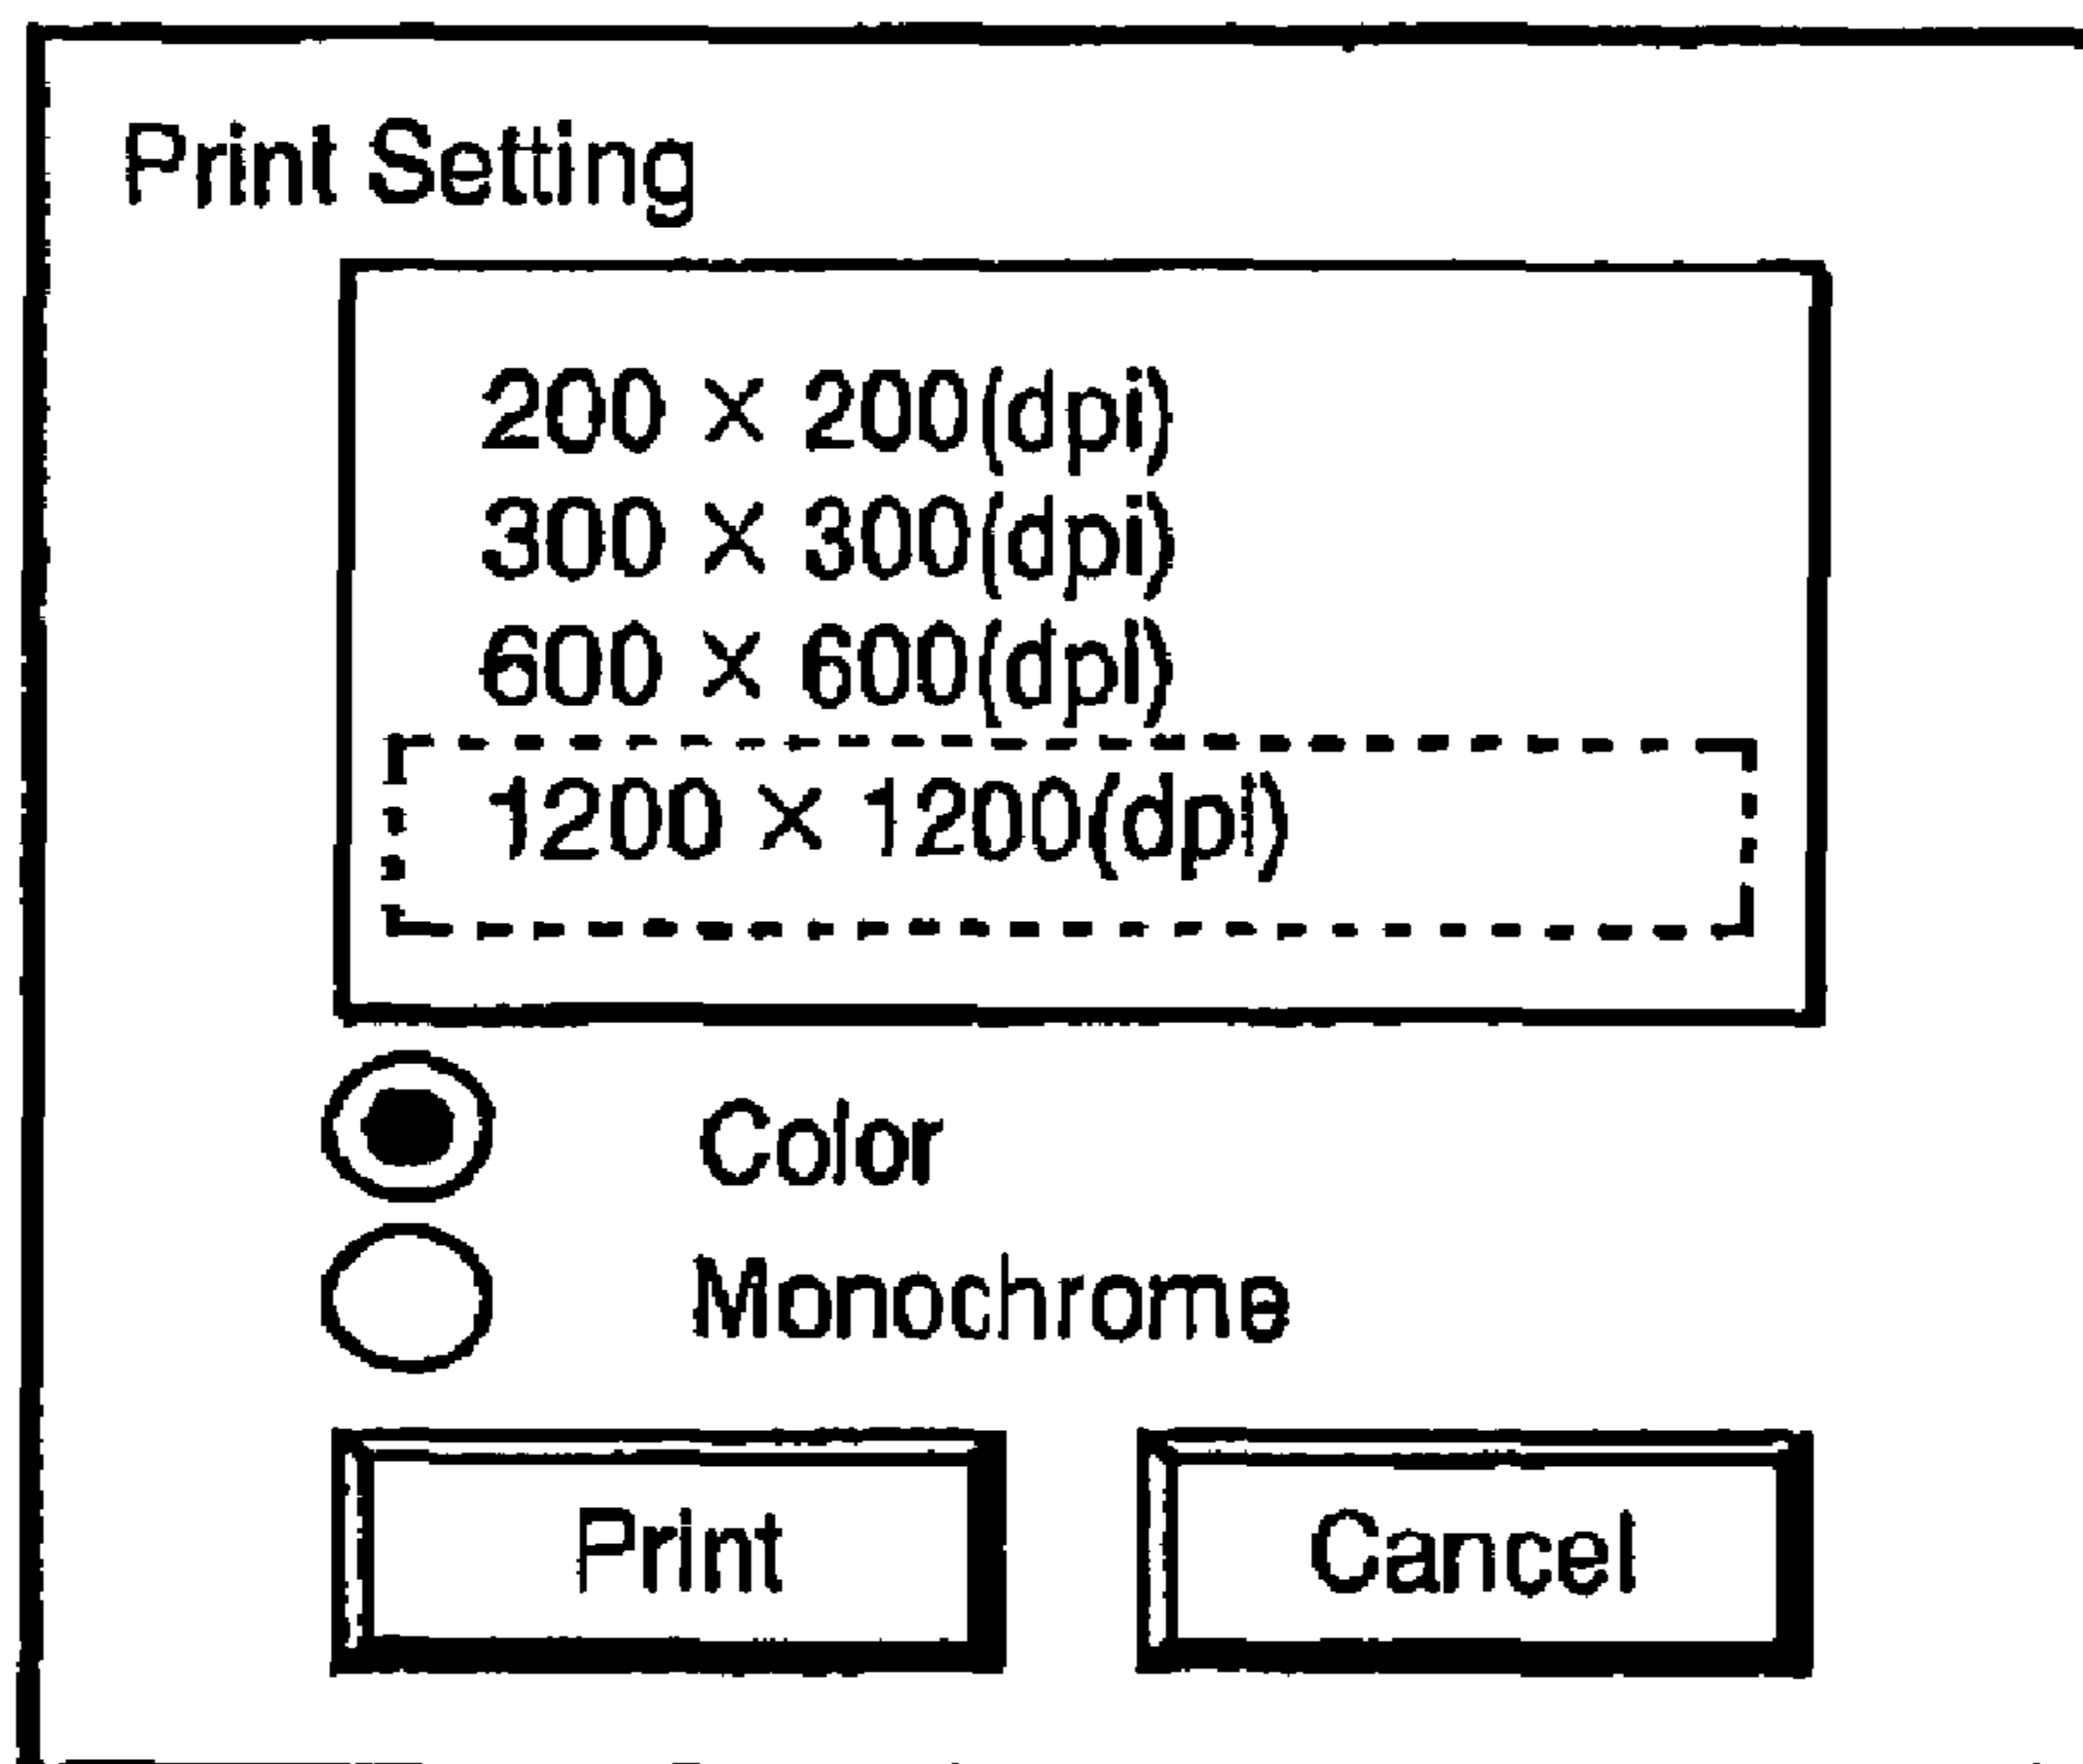 Print Setting
200 × 200(dpi)
300 × 300(dpi)
600 × 600(dpi)
1200 × 1200(dpi)
Color
Monochrome
Print Cancel